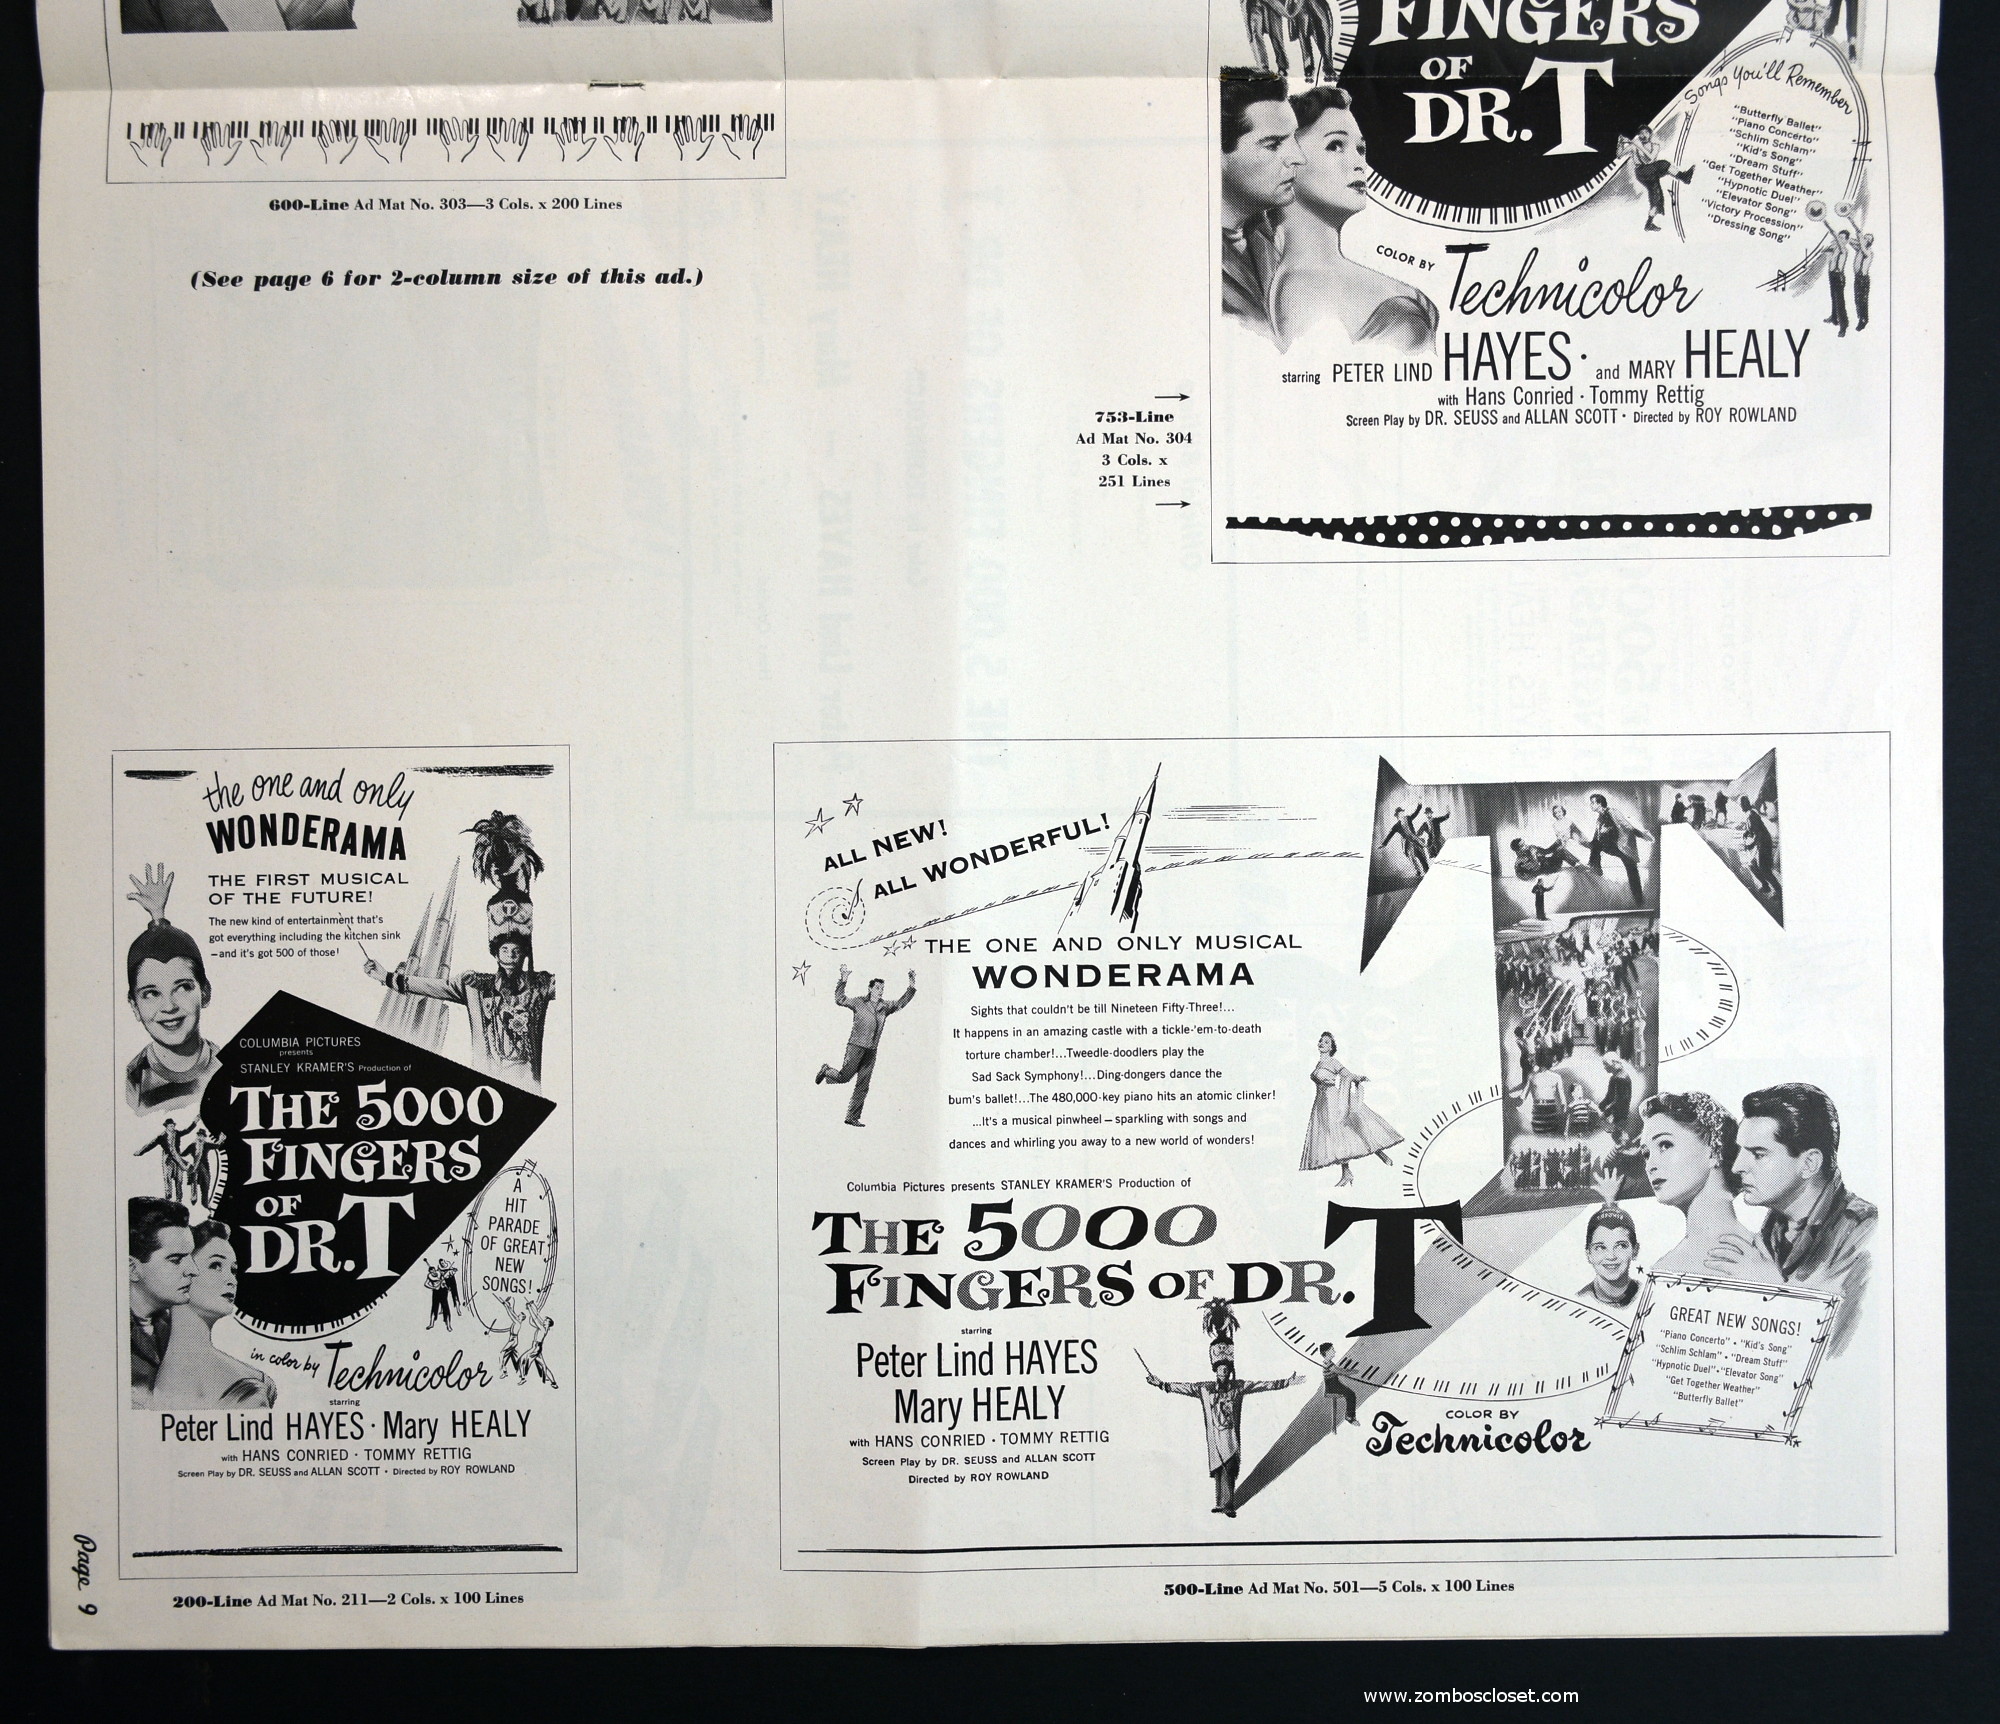 600-Line Ad Mat No. 303—3 Cols. x 200 Lines
(See page 6 for 2-column size of this ad.)
FINGERS
OF
DR. T
Songs You'll Remember
"Butterfly Ballet"
"Piano Concerto"
"Schlim Schlam"
"Kid's Song"
"Dream Stuff"
"Get Together Weather"
"Hypnotic Duel"
"Elevator Song"
"Victory Procession"
"Dressing Song"
COLOR BY Technicolor
starring PETER LIND HAYES · and MARY HEALY
with Hans Conried · Tommy Rettig
Screen Play by DR. SEUSS and ALLAN SCOTT · Directed by ROY ROWLAND
753-Line
Ad Mat No. 304
3 Cols. x
251 Lines
the one and only
WONDERAMA
THE FIRST MUSICAL
OF THE FUTURE!
The new kind of entertainment that's
got everything including the kitchen sink
—and it's got 500 of those!
COLUMBIA PICTURES
presents
STANLEY KRAMER'S Production of
THE 5000
FINGERS
OF
DR. T
A
HIT
PARADE
OF GREAT
NEW
SONGS!
in color by Technicolor
starring
Peter Lind HAYES · Mary HEALY
with HANS CONRIED · TOMMY RETTIG
Screen Play by DR. SEUSS and ALLAN SCOTT · Directed by ROY ROWLAND
200-Line Ad Mat No. 211—2 Cols. x 100 Lines
Page 9
ALL NEW!
ALL WONDERFUL!
THE ONE AND ONLY MUSICAL
WONDERAMA
Sights that couldn't be till Nineteen Fifty-Three!...
It happens in an amazing castle with a tickle-'em-to-death
torture chamber!...Tweedle-doodlers play the
Sad Sack Symphony!...Ding-dongers dance the
bum's ballet!...The 480,000-key piano hits an atomic clinker!
...It's a musical pinwheel—sparkling with songs and
dances and whirling you away to a new world of wonders!
Columbia Pictures presents STANLEY KRAMER'S Production of
THE 5000
FINGERS OF DR. T
starring
Peter Lind HAYES
Mary HEALY
with HANS CONRIED · TOMMY RETTIG
Screen Play by DR. SEUSS and ALLAN SCOTT
Directed by ROY ROWLAND
GREAT NEW SONGS!
"Piano Concerto" · "Kid's Song"
"Schlim Schlam" · "Dream Stuff"
"Hypnotic Duel" · "Elevator Song"
"Get Together Weather"
"Butterfly Ballet"
COLOR BY
Technicolor
500-Line Ad Mat No. 501—5 Cols. x 100 Lines
www.zomboscloset.com